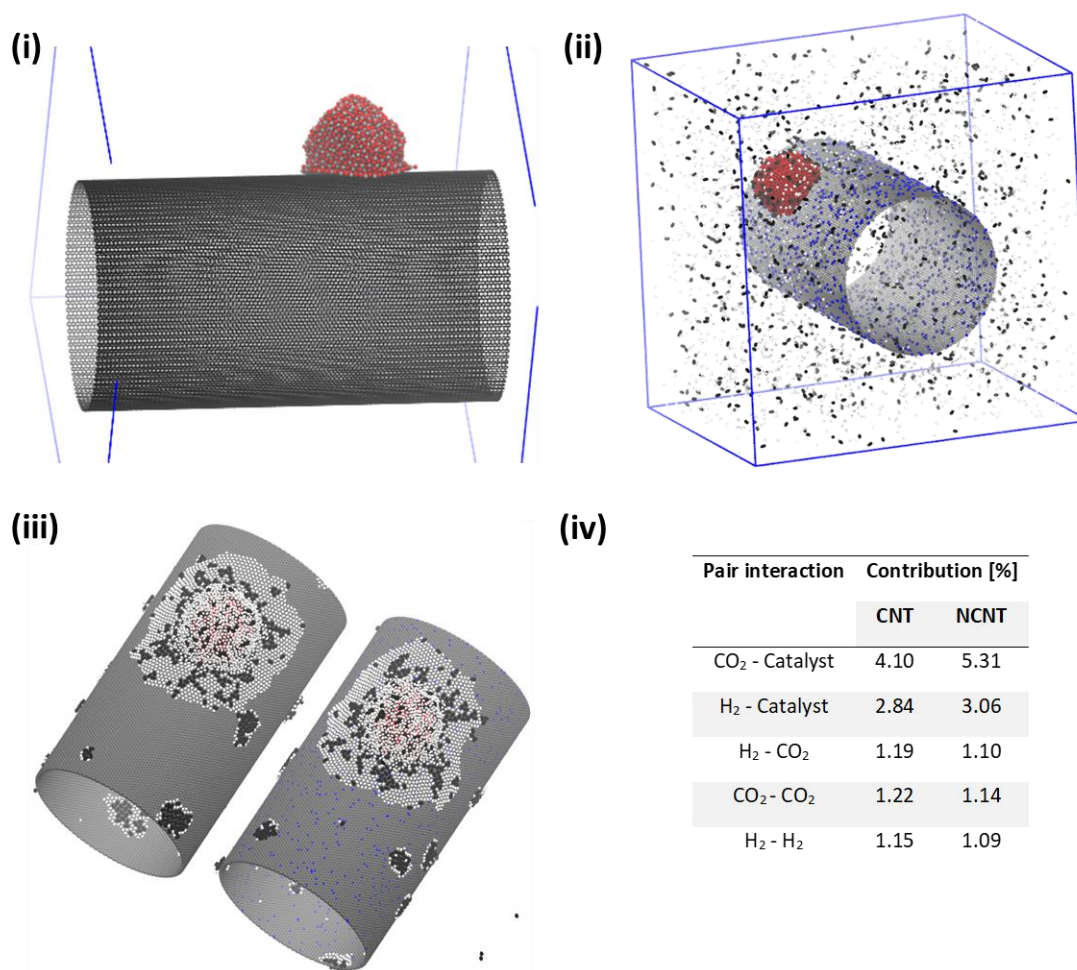 (i)
(ii)
(iii)
(iv)
Pair interaction Contribution [%]
CNT NCNT
CO₂ - Catalyst 4.10 5.31
H₂ - Catalyst 2.84 3.06
H₂ - CO₂ 1.19 1.10
CO₂ - CO₂ 1.22 1.14
H₂ - H₂ 1.15 1.09